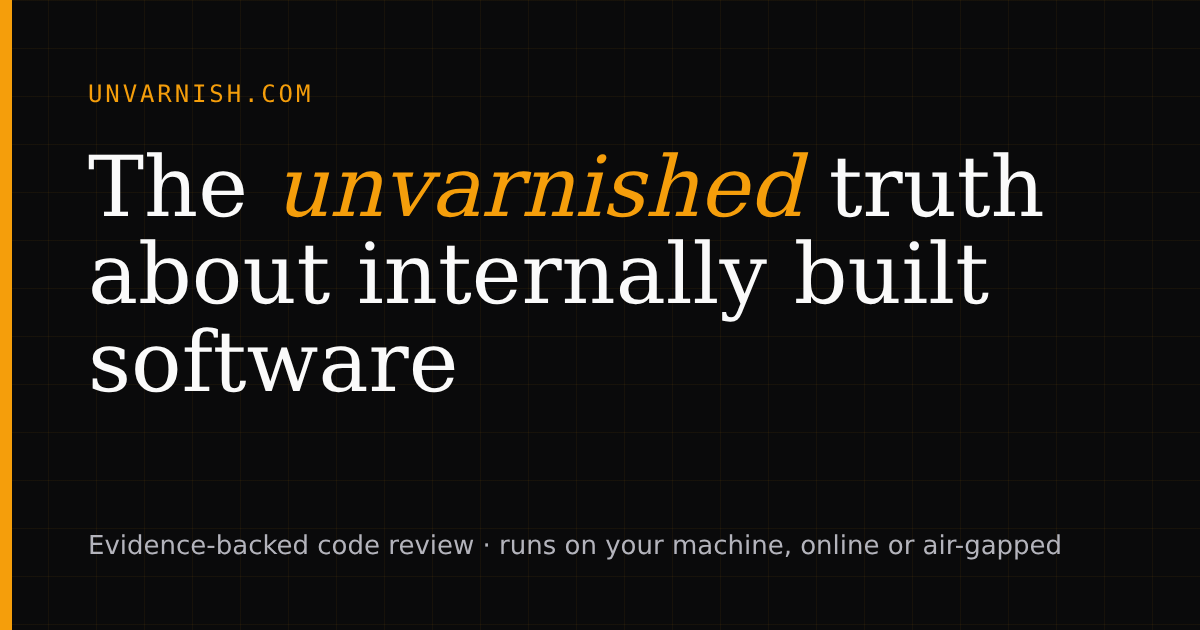 UNVARNISH.COM
The unvarnished truth
about internally built
software
Evidence-backed code review · runs on your machine, online or air-gapped